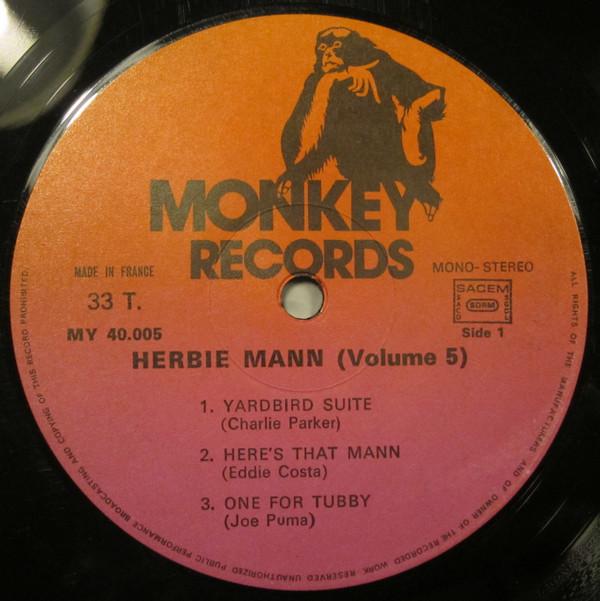 MONKEY
RECORDS
MADE IN FRANCE
MONO-STEREO
33 T.
SACEM
SDRM
MY 40.005
Side 1
HERBIE MANN (Volume 5)
1. YARDBIRD SUITE
(Charlie Parker)
2. HERE'S THAT MANN
(Eddie Costa)
3. ONE FOR TUBBY
(Joe Puma)
ALL RIGHTS OF THE MANUFACTURERS AND OF OWNER OF THE RECORDED WORK RESERVED UNAUTHORIZED PUBLIC PERFORMANCE BROADCASTING AND COPYING OF THIS RECORD PROHIBITED.